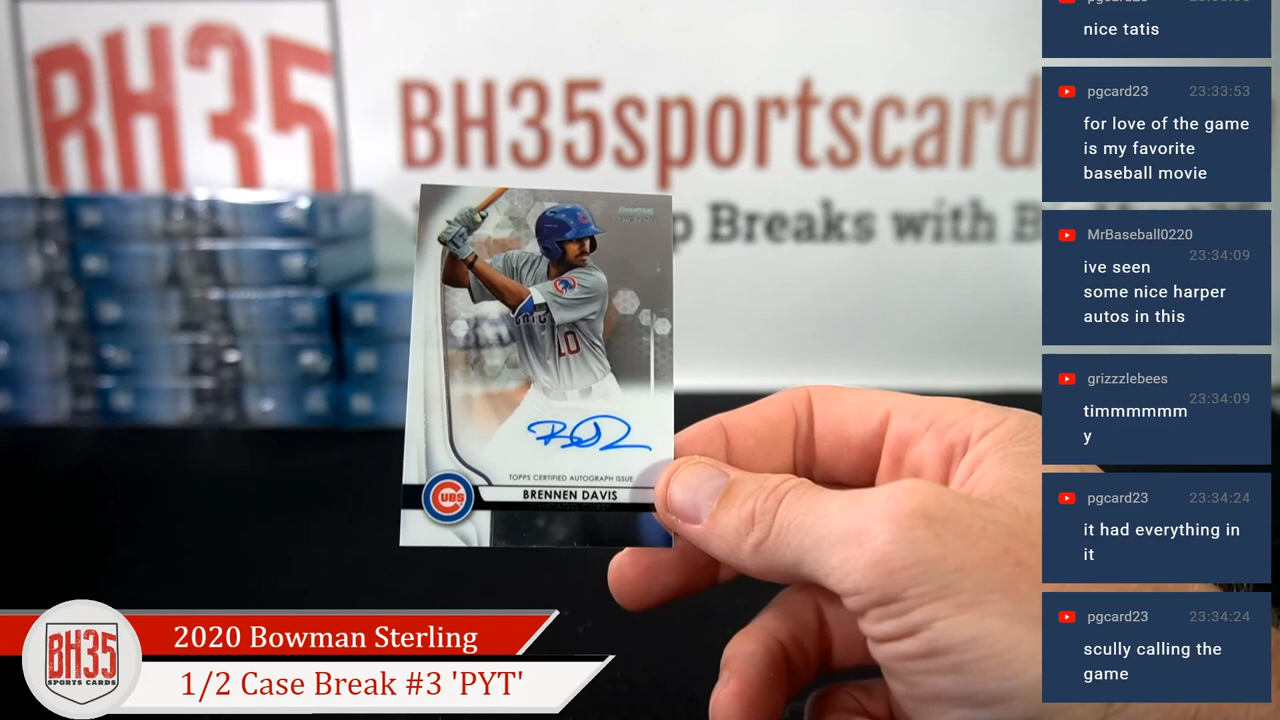 BH35
BH35sportscard
p Breaks with B
10
TOPPS CERTIFIED AUTOGRAPH ISSUE
BRENNEN DAVIS
CHICAGO CUBS
CUBS
BH35
SPORTS CARDS
2020 Bowman Sterling
1/2 Case Break #3 'PYT'
nice tatis
pgcard23 23:33:53
for love of the game
is my favorite
baseball movie
MrBaseball0220
23:34:09
ive seen
some nice harper
autos in this
grizzzlebees
23:34:09
timmmmmm
y
pgcard23 23:34:24
it had everything in
it
pgcard23 23:34:24
scully calling the
game